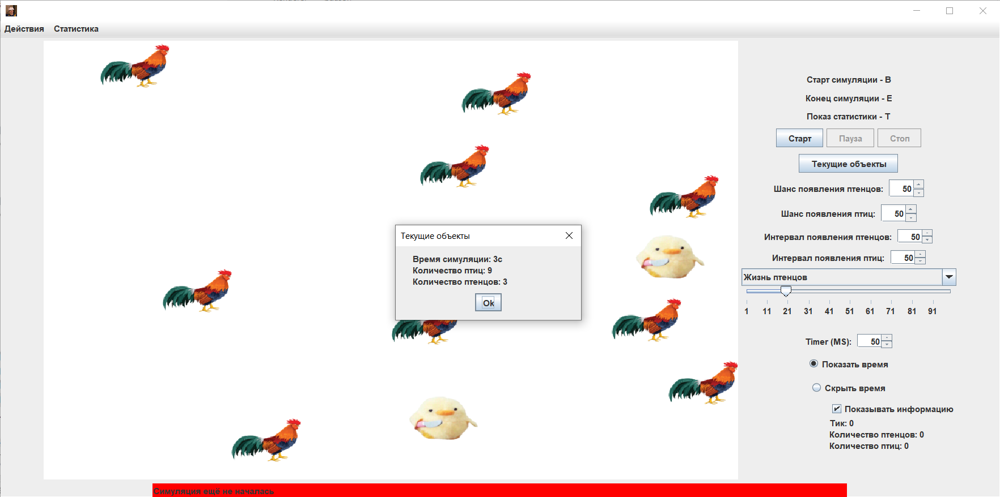 Действия Статистика
Старт симуляции - B
Конец симуляции - E
Показ статистики - T
Старт Пауза Стоп
Текущие объекты
Шанс появления птенцов: 50
Шанс появления птиц: 50
Интервал появления птенцов: 50
Интервал появления птиц: 50
Жизнь птенцов
1 11 21 31 41 51 61 71 81 91
Timer (MS): 50
Показать время
Скрыть время
Показывать информацию
Тик: 0
Количество птенцов: 0
Количество птиц: 0
Текущие объекты
Время симуляции: 3с
Количество птиц: 9
Количество птенцов: 3
Ok
Симуляция ещё не началась